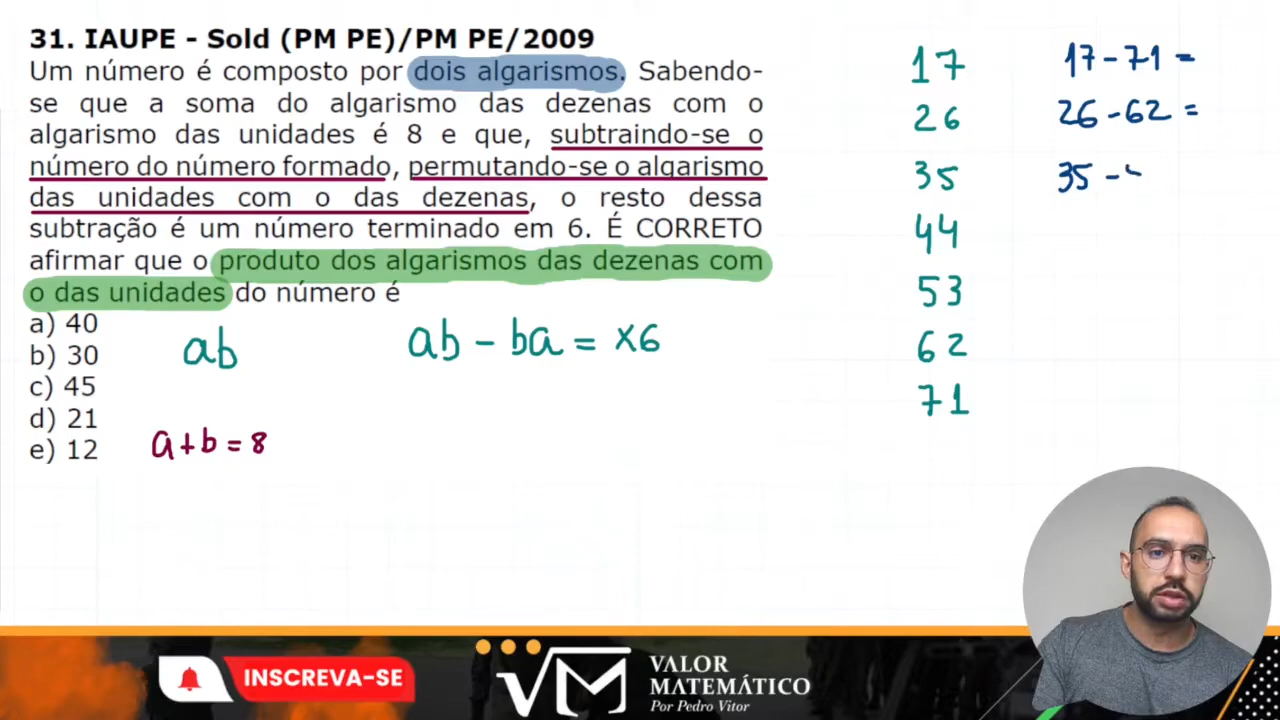 31. IAUPE - Sold (PM PE)/PM PE/2009
Um número é composto por dois algarismos. Sabendo-
se que a soma do algarismo das dezenas com o
algarismo das unidades é 8 e que, subtraindo-se o
número do número formado, permutando-se o algarismo
das unidades com o das dezenas, o resto dessa
subtração é um número terminado em 6. É CORRETO
afirmar que o produto dos algarismos das dezenas com
o das unidades do número é
a) 40
b) 30
c) 45
d) 21
e) 12
ab
ab - ba = x6
a+b = 8
17
26
35
44
53
62
71
17 - 71 =
26 - 62 =
35 -
INSCREVA-SE
VM
VALOR
MATEMÁTICO
Por Pedro Vitor